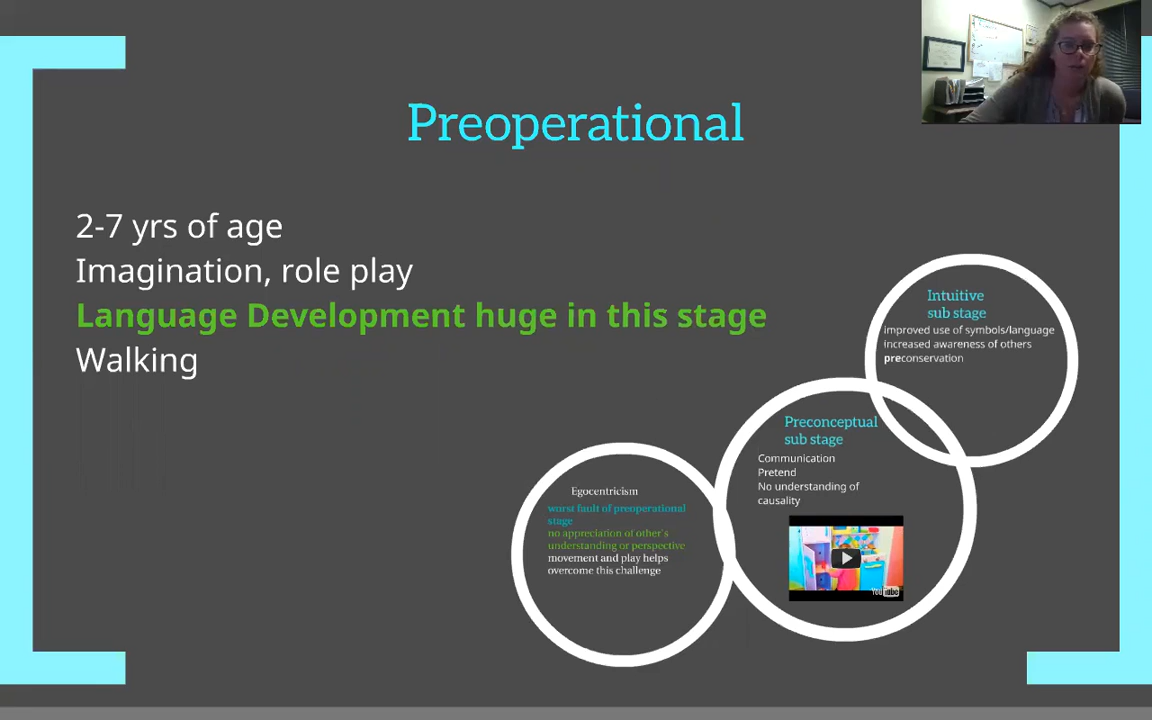 Preoperational
2-7 yrs of age
Imagination, role play
Language Development huge in this stage
Walking
Intuitive
sub stage
improved use of symbols/language
increased awareness of others
preconservation
Preconceptual
sub stage
Communication
Pretend
No understanding of
causality
YouTube
Egocentricism
worst fault of preoperational
stage
no appreciation of other's
understanding or perspective
movement and play helps
overcome this challenge